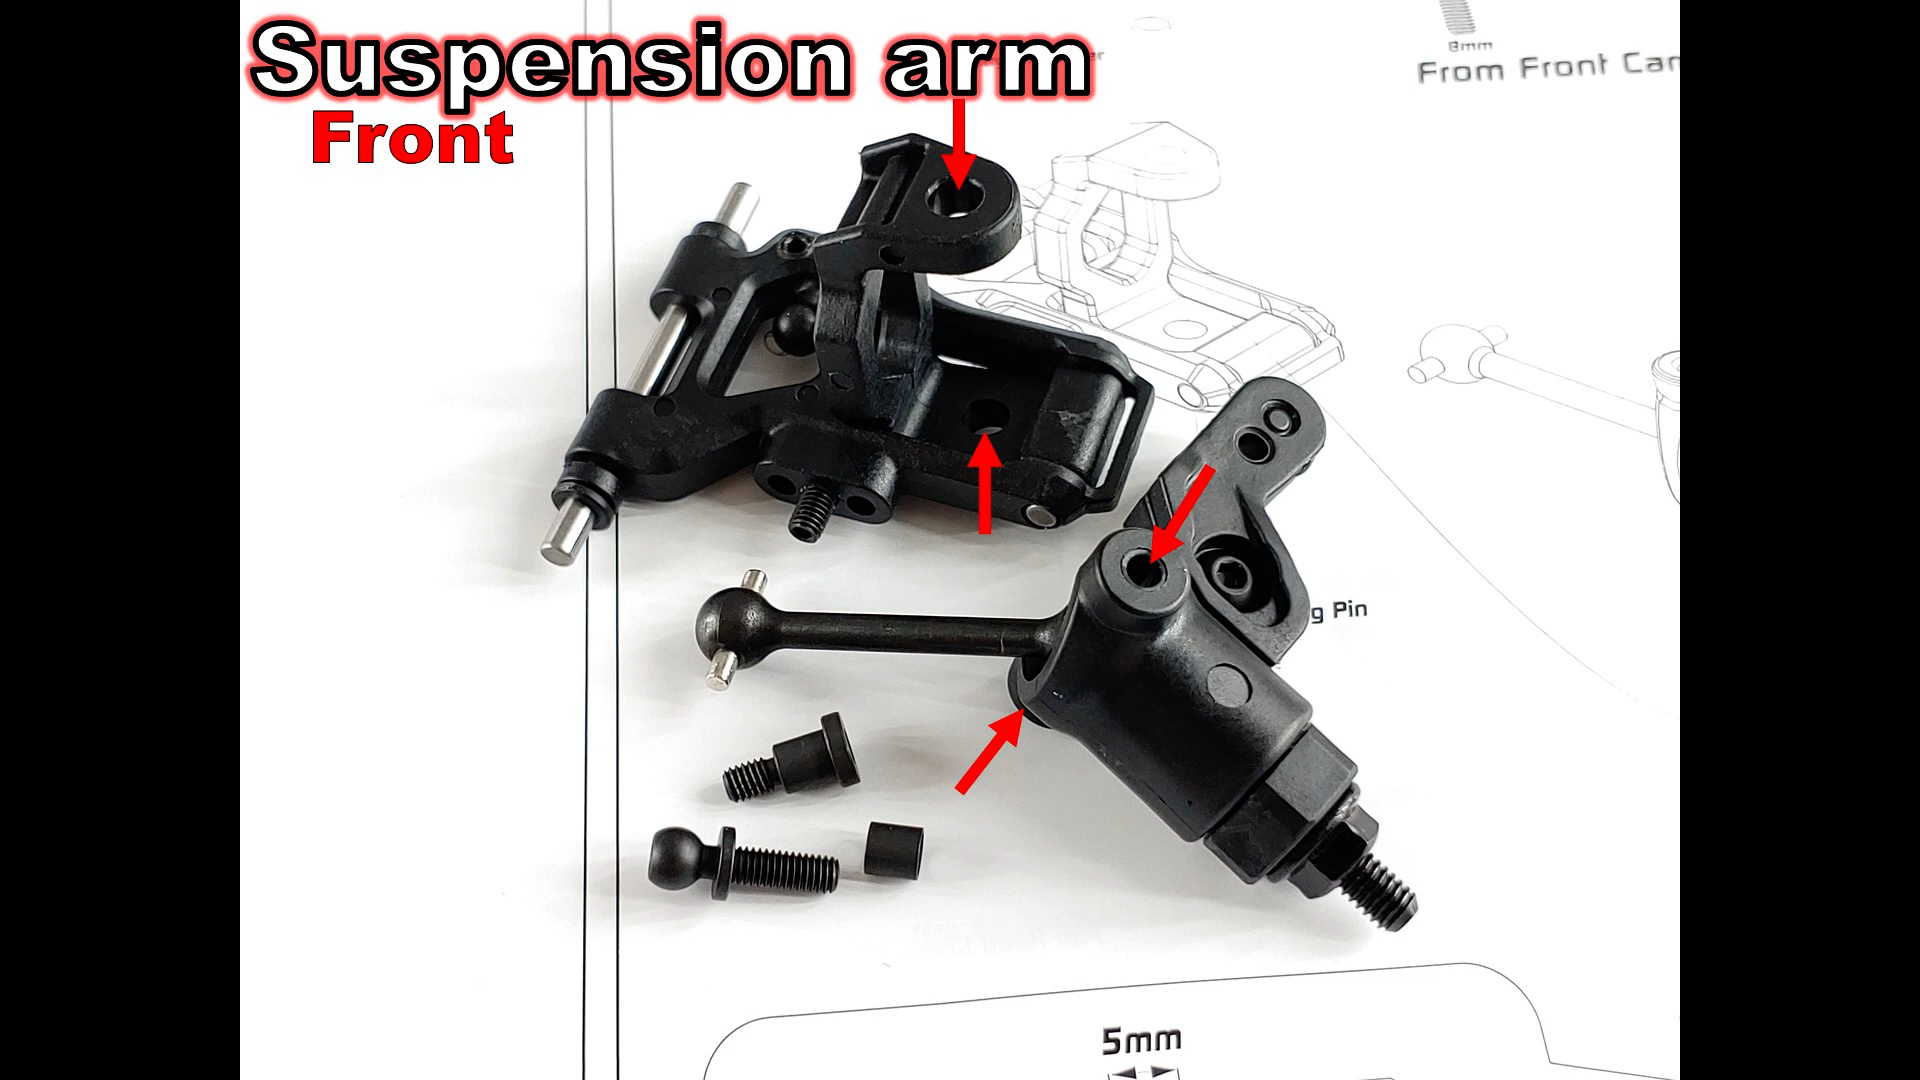 Suspension arm
Front
8mm
From Front Car
g Pin
5mm